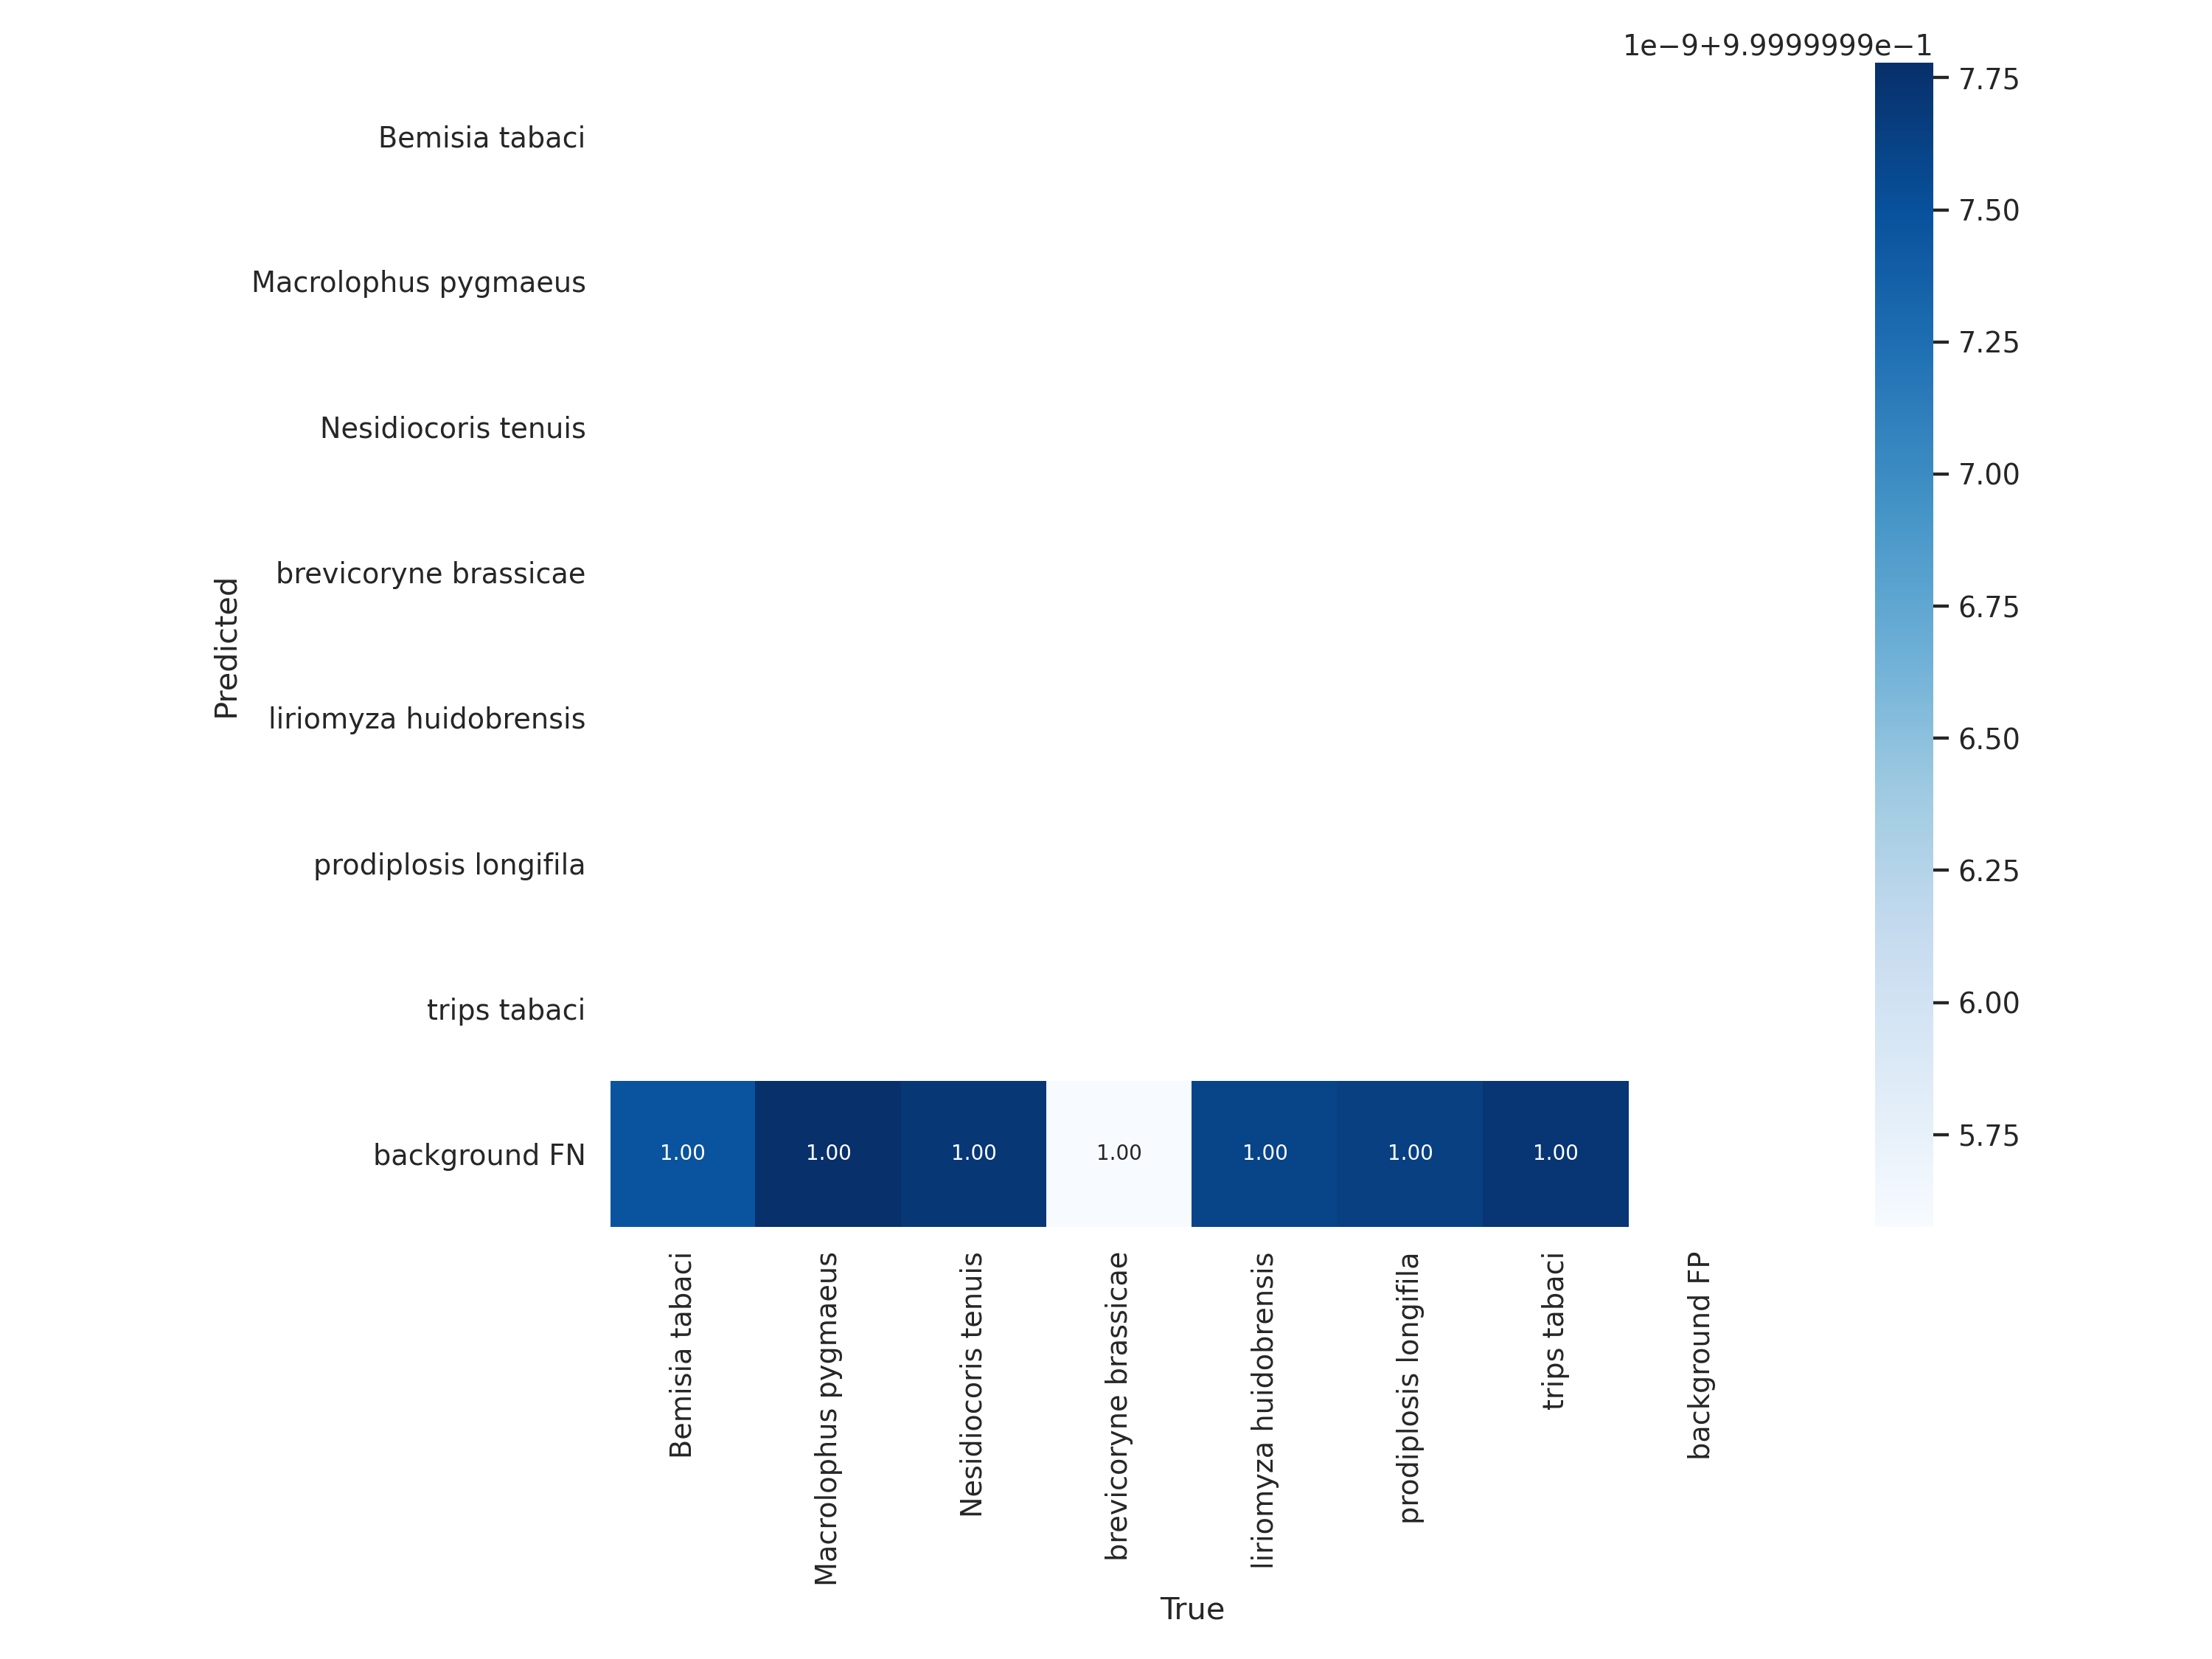 1e−9+9.9999999e−1
7.75
7.50
7.25
7.00
6.75
6.50
6.25
6.00
5.75
Predicted
Bemisia tabaci
Macrolophus pygmaeus
Nesidiocoris tenuis
brevicoryne brassicae
liriomyza huidobrensis
prodiplosis longifila
trips tabaci
background FN
1.00 1.00 1.00 1.00 1.00 1.00 1.00
Bemisia tabaci
Macrolophus pygmaeus
Nesidiocoris tenuis
brevicoryne brassicae
liriomyza huidobrensis
prodiplosis longifila
trips tabaci
background FP
True